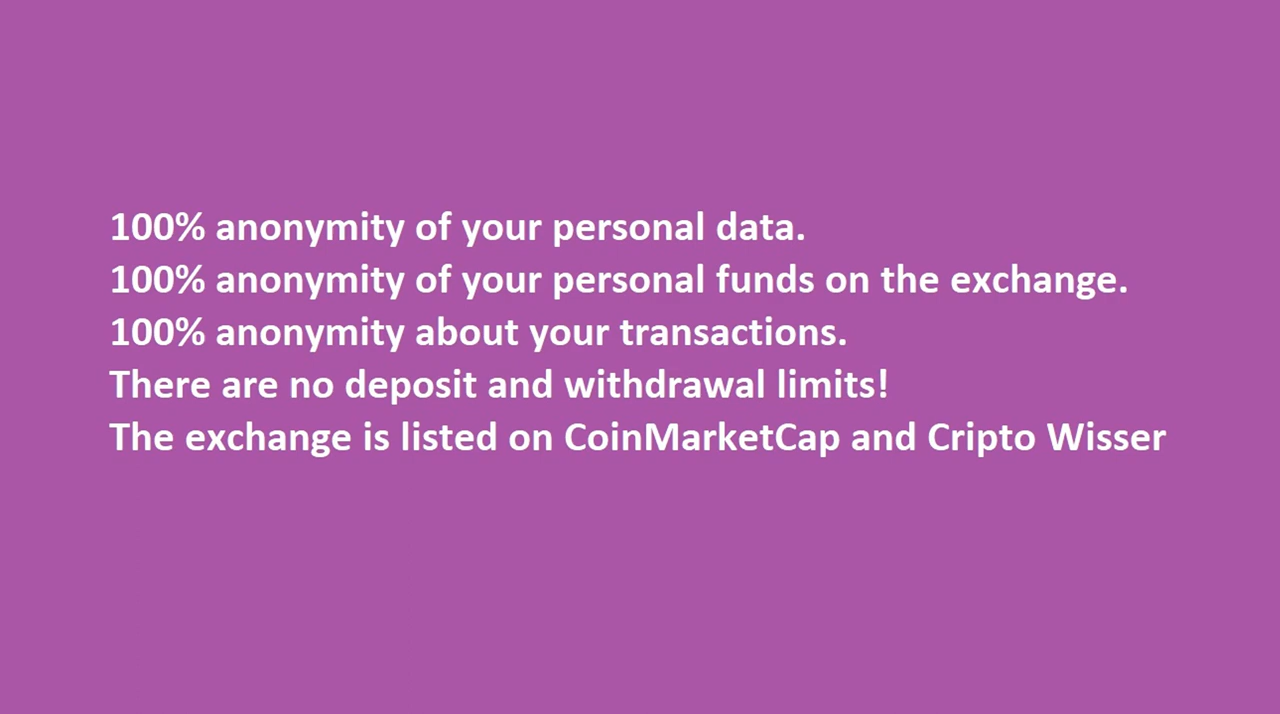 100% anonymity of your personal data.
100% anonymity of your personal funds on the exchange.
100% anonymity about your transactions.
There are no deposit and withdrawal limits!
The exchange is listed on CoinMarketCap and Cripto Wisser